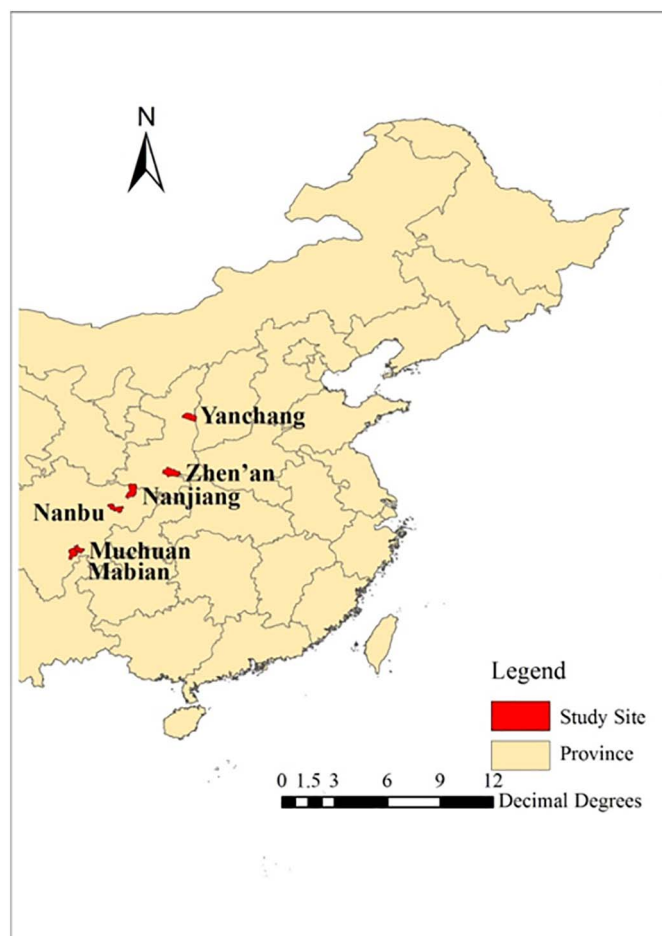 N
Yanchang
Zhen'an
Nanjiang
Nanbu
Muchuan
Mabian
Legend
Study Site
Province
0 1.5 3 6 9 12
Decimal Degrees